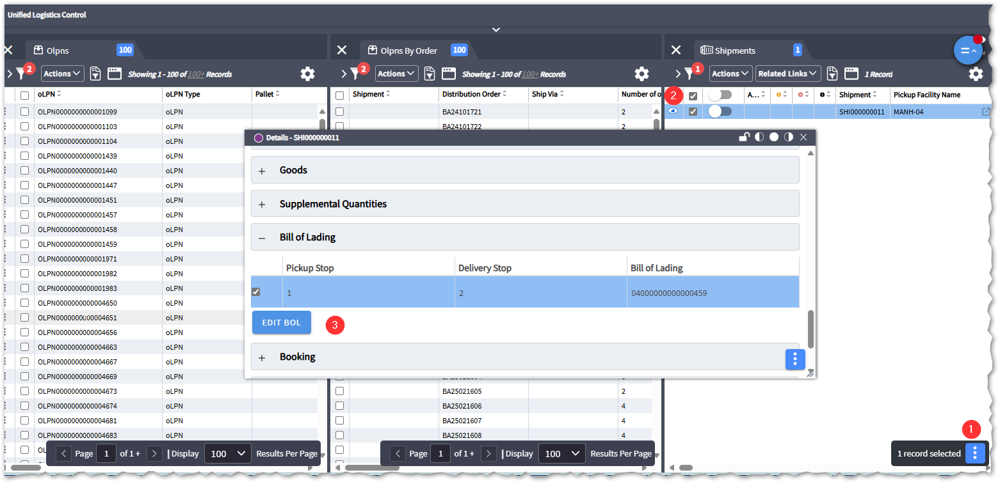 Unified Logistics Control
Olpns 100
2 Actions Showing 1 - 100 of 100+ Records
oLPN oLPN Type Pallet
OLPN0000000000001099 oLPN
OLPN0000000000001103 oLPN
OLPN0000000000001104 oLPN
OLPN0000000000001439 oLPN
OLPN0000000000001440 oLPN
OLPN0000000000001447 oLPN
OLPN0000000000001451 oLPN
OLPN0000000000001457 oLPN
OLPN0000000000001458 oLPN
OLPN0000000000001459 oLPN
OLPN0000000000001971 oLPN
OLPN0000000000001982 oLPN
OLPN0000000000001983 oLPN
OLPN0000000000004650 oLPN
OLPN0000000000004651 oLPN
OLPN0000000000004656 oLPN
OLPN0000000000004663 oLPN
OLPN0000000000004667 oLPN
OLPN0000000000004669 oLPN
OLPN0000000000004673 oLPN
OLPN0000000000004674 oLPN
OLPN0000000000004681 oLPN
OLPN0000000000004683 oLPN
Page 1 of 1 + | Display 100 Results Per Page
Olpns By Order 100
2 Actions Showing 1 - 100 of 100+ Records
Shipment Distribution Order Ship Via Number of o
BA24101721 2
BA24101722 2
BA25021605 2
BA25021606 4
BA25021607 4
BA25021608 4
Page 1 of 1 + | Display 100 Results Per Page
Shipments 1
1 Actions Related Links 1 Record
2 A... Shipment Pickup Facility Name
SHI000000011 MANH-04
Details - SHI000000011
+ Goods
+ Supplemental Quantities
– Bill of Lading
Pickup Stop Delivery Stop Bill of Lading
1 2 04000000000000459
EDIT BOL 3
+ Booking
1
1 record selected